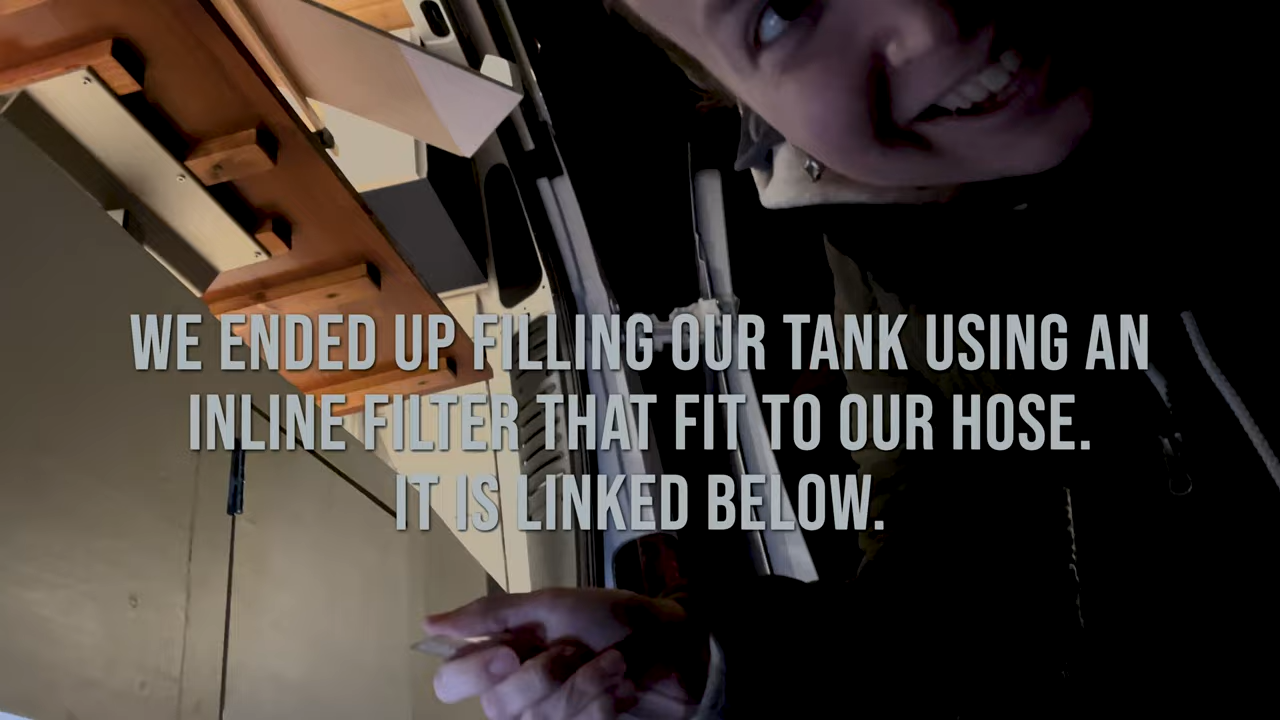 WE ENDED UP FILLING OUR TANK USING AN
INLINE FILTER THAT FIT TO OUR HOSE.
IT IS LINKED BELOW.